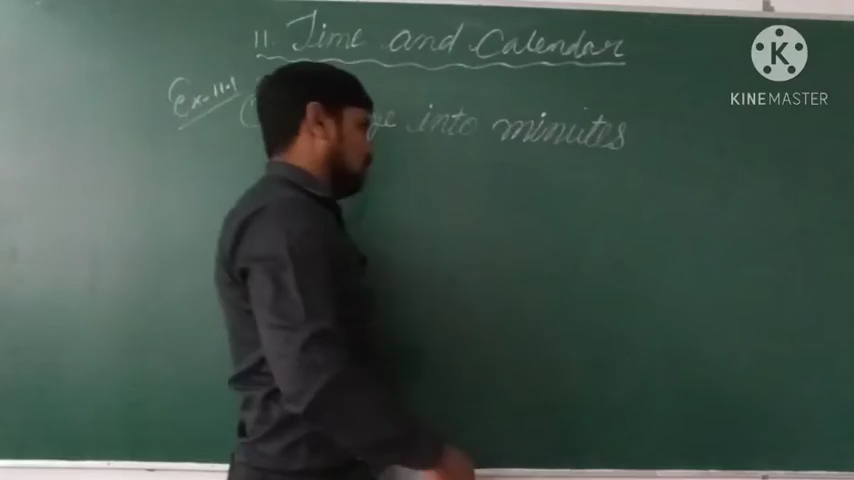 11. Time and Calendar
Ex-11.1
into minutes
K
KINEMASTER